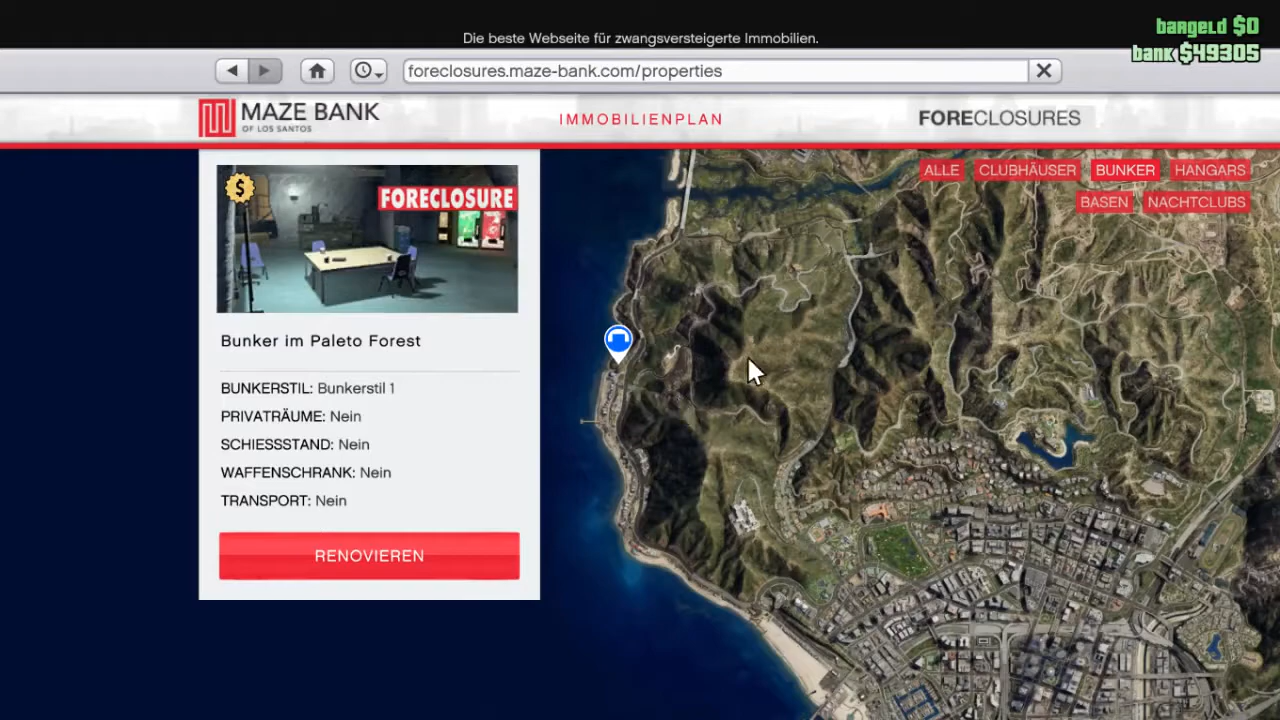 bargeld $0
Die beste Webseite für zwangsversteigerte Immobilien.
bank $49305
foreclosures.maze-bank.com/properties
MAZE BANK
OF LOS SANTOS
IMMOBILIENPLAN
FORECLOSURES
$
FORECLOSURE
ALLE CLUBHÄUSER BUNKER HANGARS
BASEN NACHTCLUBS
Bunker im Paleto Forest
BUNKERSTIL: Bunkerstil 1
PRIVATRÄUME: Nein
SCHIESSSTAND: Nein
WAFFENSCHRANK: Nein
TRANSPORT: Nein
RENOVIEREN